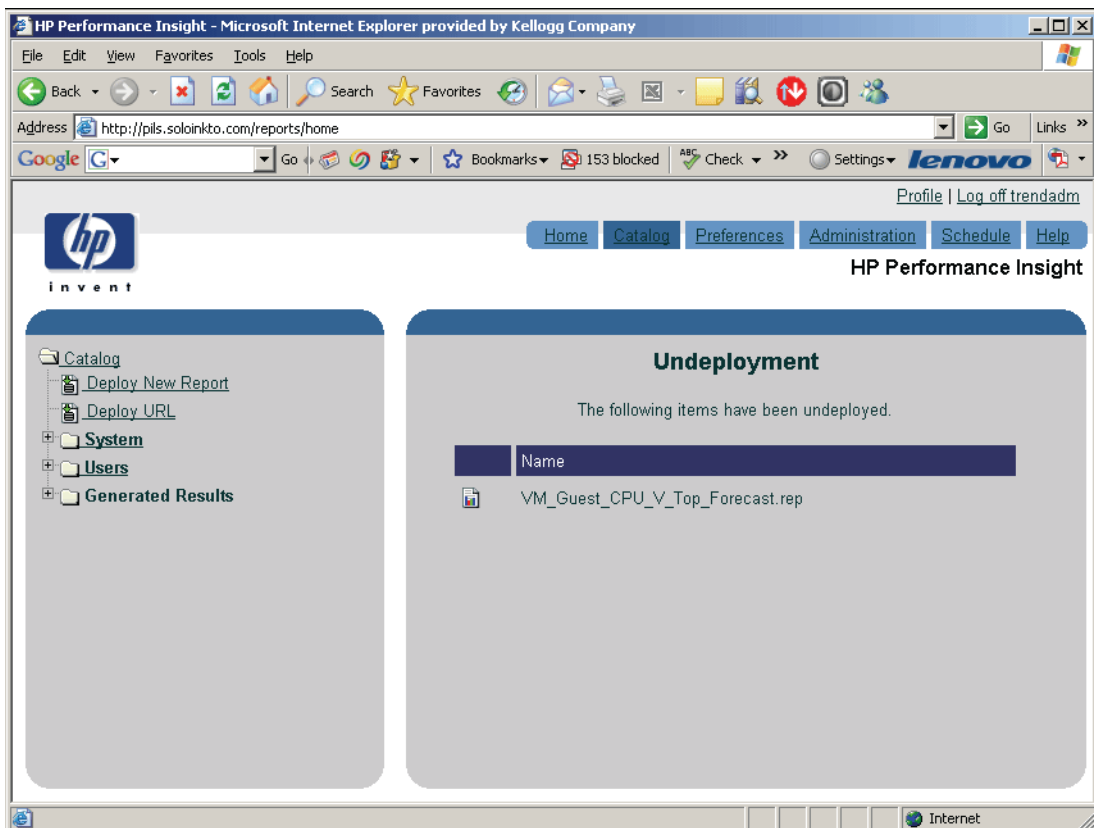 HP Performance Insight - Microsoft Internet Explorer provided by Kellogg Company
File Edit View Favorites Tools Help
Back Search Favorites
Address http://pils.soloinkto.com/reports/home Go Links »
Google G Go Bookmarks 153 blocked ABC Check » Settings lenovo
Profile | Log off trendadm
hp
invent
Home Catalog Preferences Administration Schedule Help
HP Performance Insight
Catalog
Deploy New Report
Deploy URL
System
Users
Generated Results
Undeployment
The following items have been undeployed.
Name
VM_Guest_CPU_V_Top_Forecast.rep
Internet